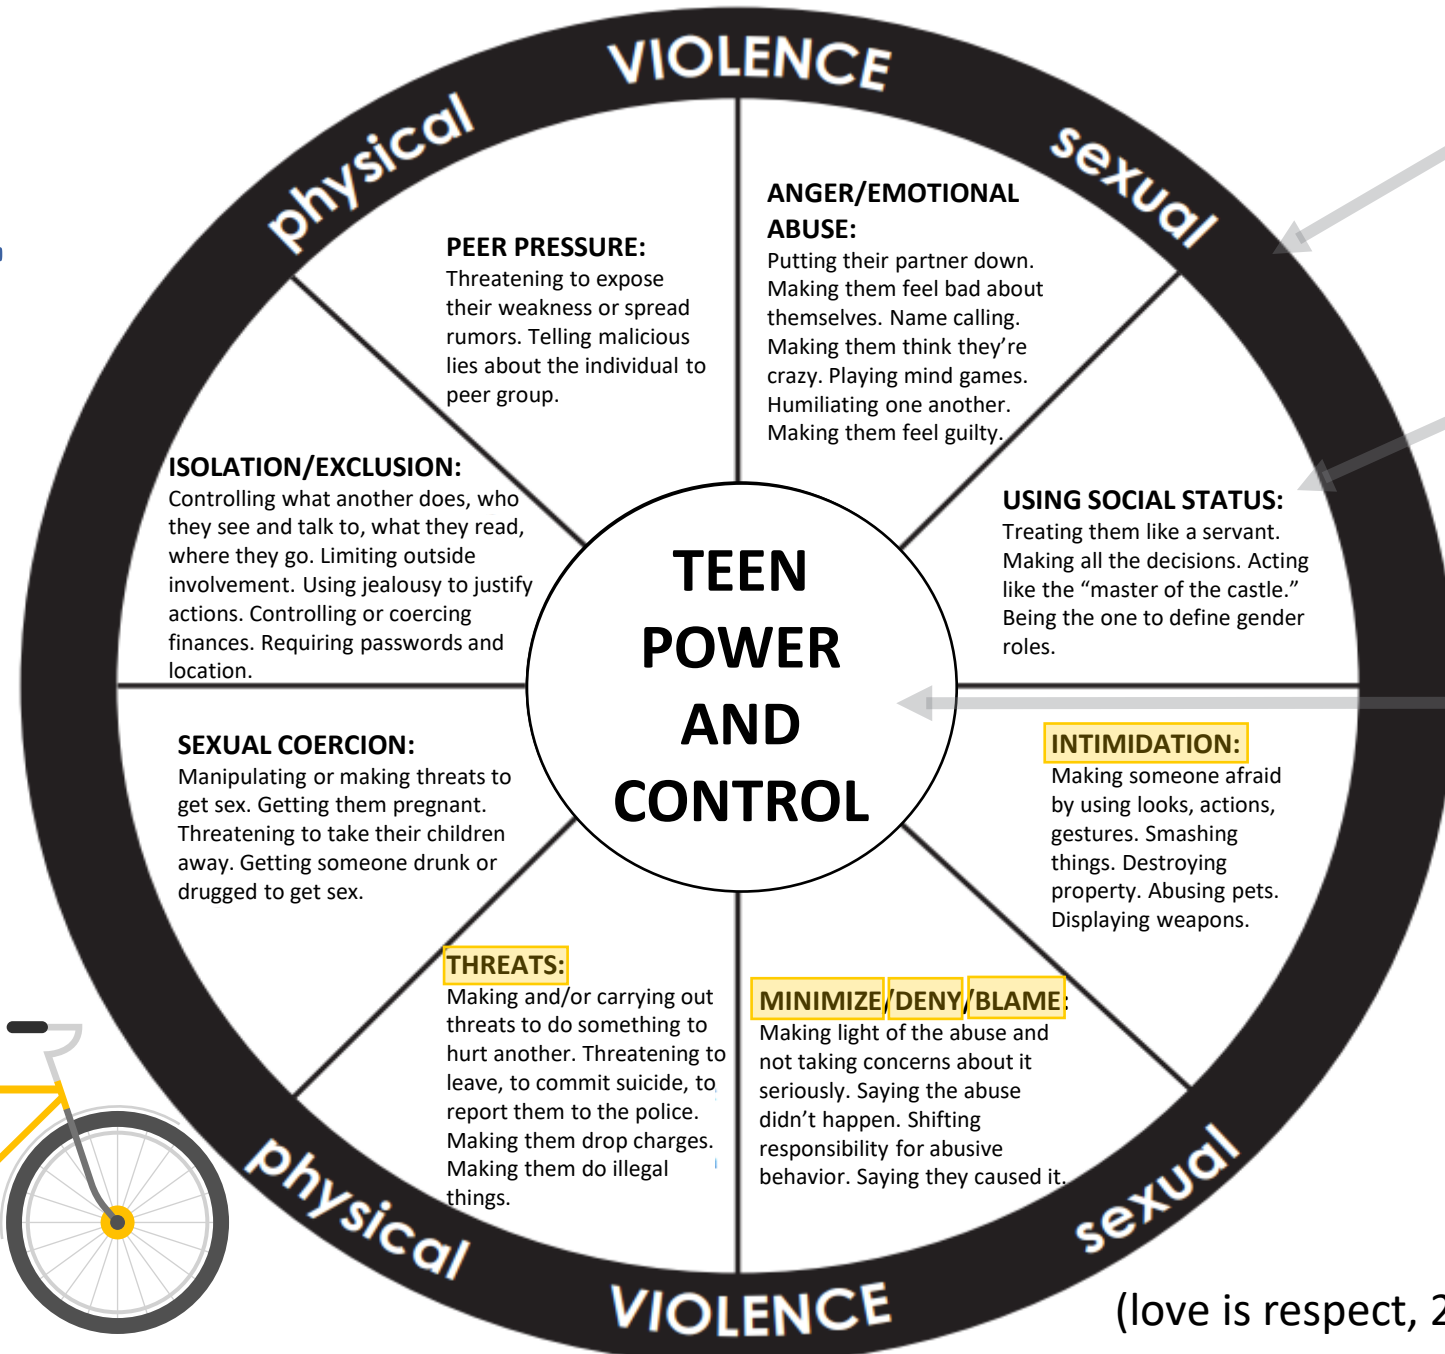 VIOLENCE
physical
sexual
PEER PRESSURE:
Threatening to expose
their weakness or spread
rumors. Telling malicious
lies about the individual to
peer group.
ANGER/EMOTIONAL
ABUSE:
Putting their partner down.
Making them feel bad about
themselves. Name calling.
Making them think they’re
crazy. Playing mind games.
Humiliating one another.
Making them feel guilty.
ISOLATION/EXCLUSION:
Controlling what another does, who
they see and talk to, what they read,
where they go. Limiting outside
involvement. Using jealousy to justify
actions. Controlling or coercing
finances. Requiring passwords and
location.
USING SOCIAL STATUS:
Treating them like a servant.
Making all the decisions. Acting
like the “master of the castle.”
Being the one to define gender
roles.
TEEN
POWER
AND
CONTROL
SEXUAL COERCION:
Manipulating or making threats to
get sex. Getting them pregnant.
Threatening to take their children
away. Getting someone drunk or
drugged to get sex.
INTIMIDATION:
Making someone afraid
by using looks, actions,
gestures. Smashing
things. Destroying
property. Abusing pets.
Displaying weapons.
THREATS:
Making and/or carrying out
threats to do something to
hurt another. Threatening to
leave, to commit suicide, to
report them to the police.
Making them drop charges.
Making them do illegal
things.
MINIMIZE/DENY/BLAME:
Making light of the abuse and
not taking concerns about it
seriously. Saying the abuse
didn’t happen. Shifting
responsibility for abusive
behavior. Saying they caused it.
physical
sexual
VIOLENCE
(love is respect,